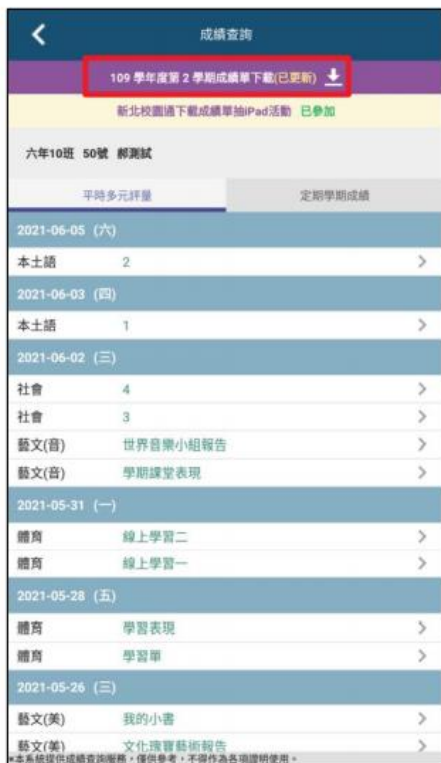 成績查詢
109 學年度第 2 學期成績單下載(已更新)
新北校園通下載成績單抽iPad活動 已參加
六年10班 50號 郝測試
平時多元評量 定期學期成績
2021-06-05 (六)
本土語 2
2021-06-03 (四)
本土語 1
2021-06-02 (三)
社會 4
社會 3
藝文(音) 世界音樂小組報告
藝文(音) 學期課堂表現
2021-05-31 (一)
體育 線上學習二
體育 線上學習一
2021-05-28 (五)
體育 學習表現
體育 學習單
2021-05-26 (三)
藝文(美) 我的小書
藝文(美) 文化瑰寶藝術報告
*本系統提供成績查詢服務，僅供參考，不得作為各項證明使用。